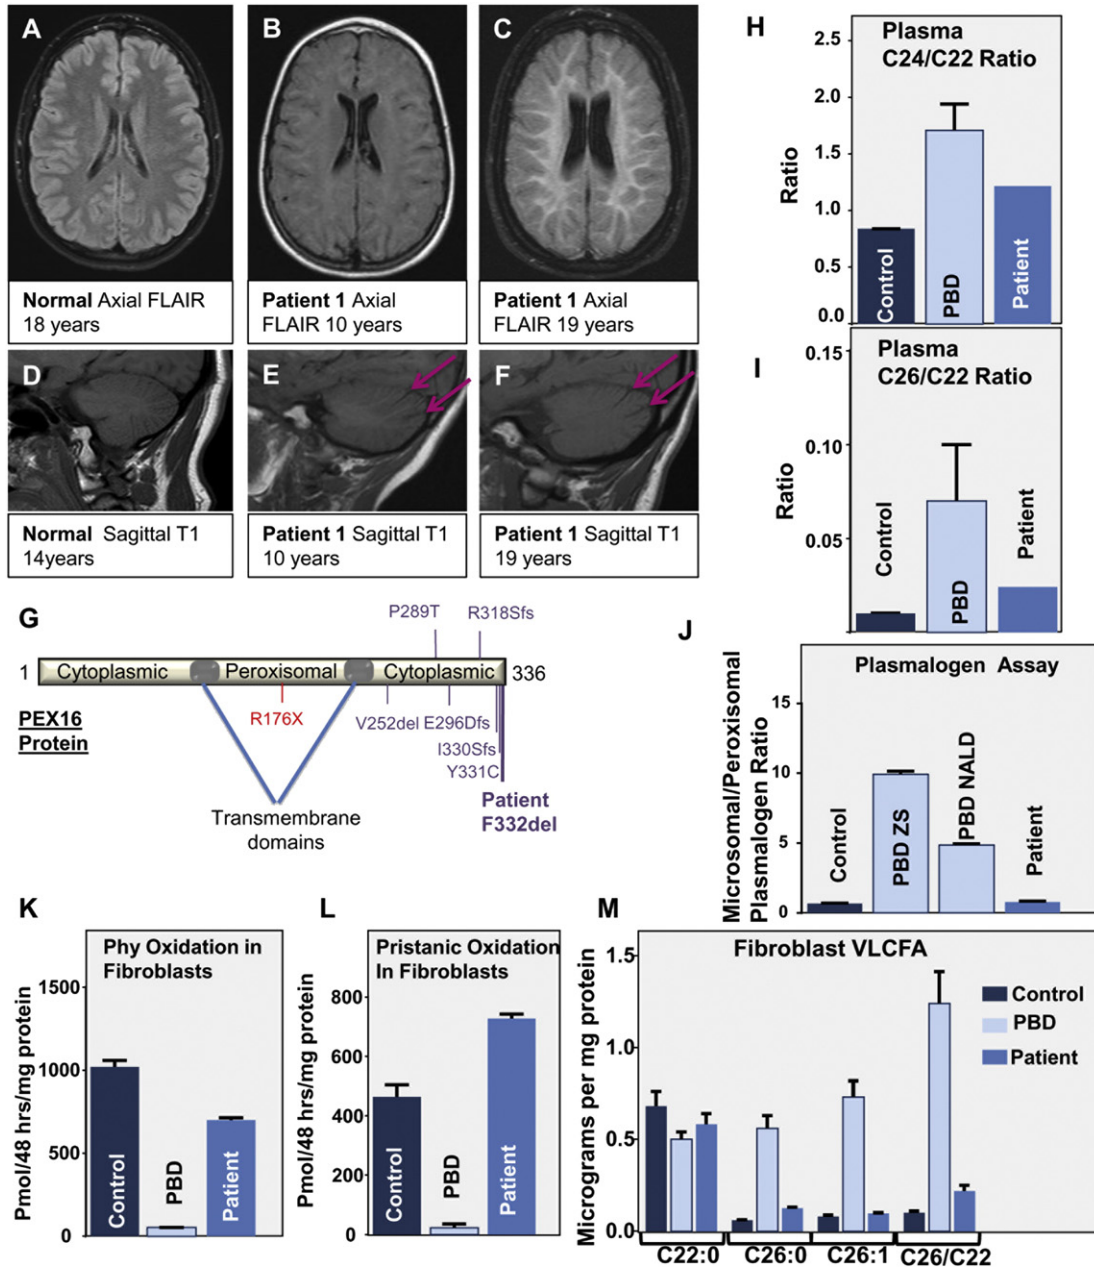 A
B
C
Normal Axial FLAIR
18 years
Patient 1 Axial
FLAIR 10 years
Patient 1 Axial
FLAIR 19 years
D
E
F
Normal Sagittal T1
14years
Patient 1 Sagittal T1
10 years
Patient 1 Sagittal T1
19 years
G
P289T
R318Sfs
1
Cytoplasmic
Peroxisomal
Cytoplasmic
336
PEX16
Protein
R176X
V252del
E296Dfs
I330Sfs
Y331C
Patient
F332del
Transmembrane
domains
H
Plasma
C24/C22 Ratio
Ratio
2.5
2.0
1.5
1.0
0.5
0.0
Control
PBD
Patient
I
Plasma
C26/C22 Ratio
Ratio
0.15
0.10
0.05
Control
PBD
Patient
J
Plasmalogen Assay
Microsomal/Peroxisomal
Plasmalogen Ratio
15
10
5
0
Control
PBD ZS
PBD NALD
Patient
K
Phy Oxidation in
Fibroblasts
Pmol/48 hrs/mg protein
1500
1000
500
0
Control
PBD
Patient
L
Pristanic Oxidation
In Fibroblasts
Pmol/48 hrs/mg protein
800
600
400
200
0
Control
PBD
Patient
M
Fibroblast VLCFA
Micrograms per mg protein
1.5
1.0
0.5
0.0
Control
PBD
Patient
C22:0
C26:0
C26:1
C26/C22